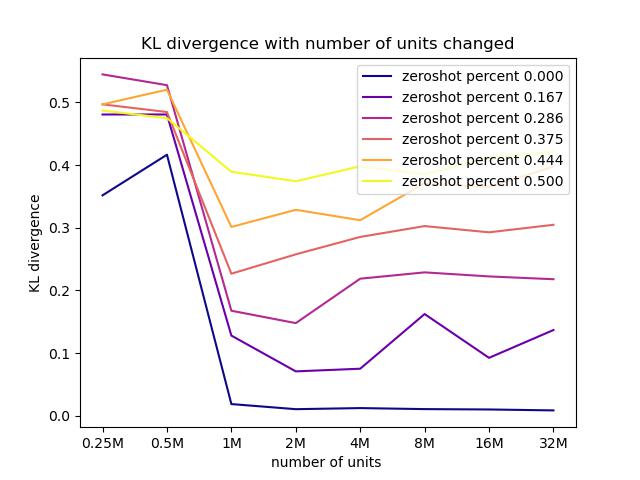 KL divergence with number of units changed
zeroshot percent 0.000
zeroshot percent 0.167
zeroshot percent 0.286
zeroshot percent 0.375
zeroshot percent 0.444
zeroshot percent 0.500
KL divergence
0.5
0.4
0.3
0.2
0.1
0.0
0.25M 0.5M 1M 2M 4M 8M 16M 32M
number of units